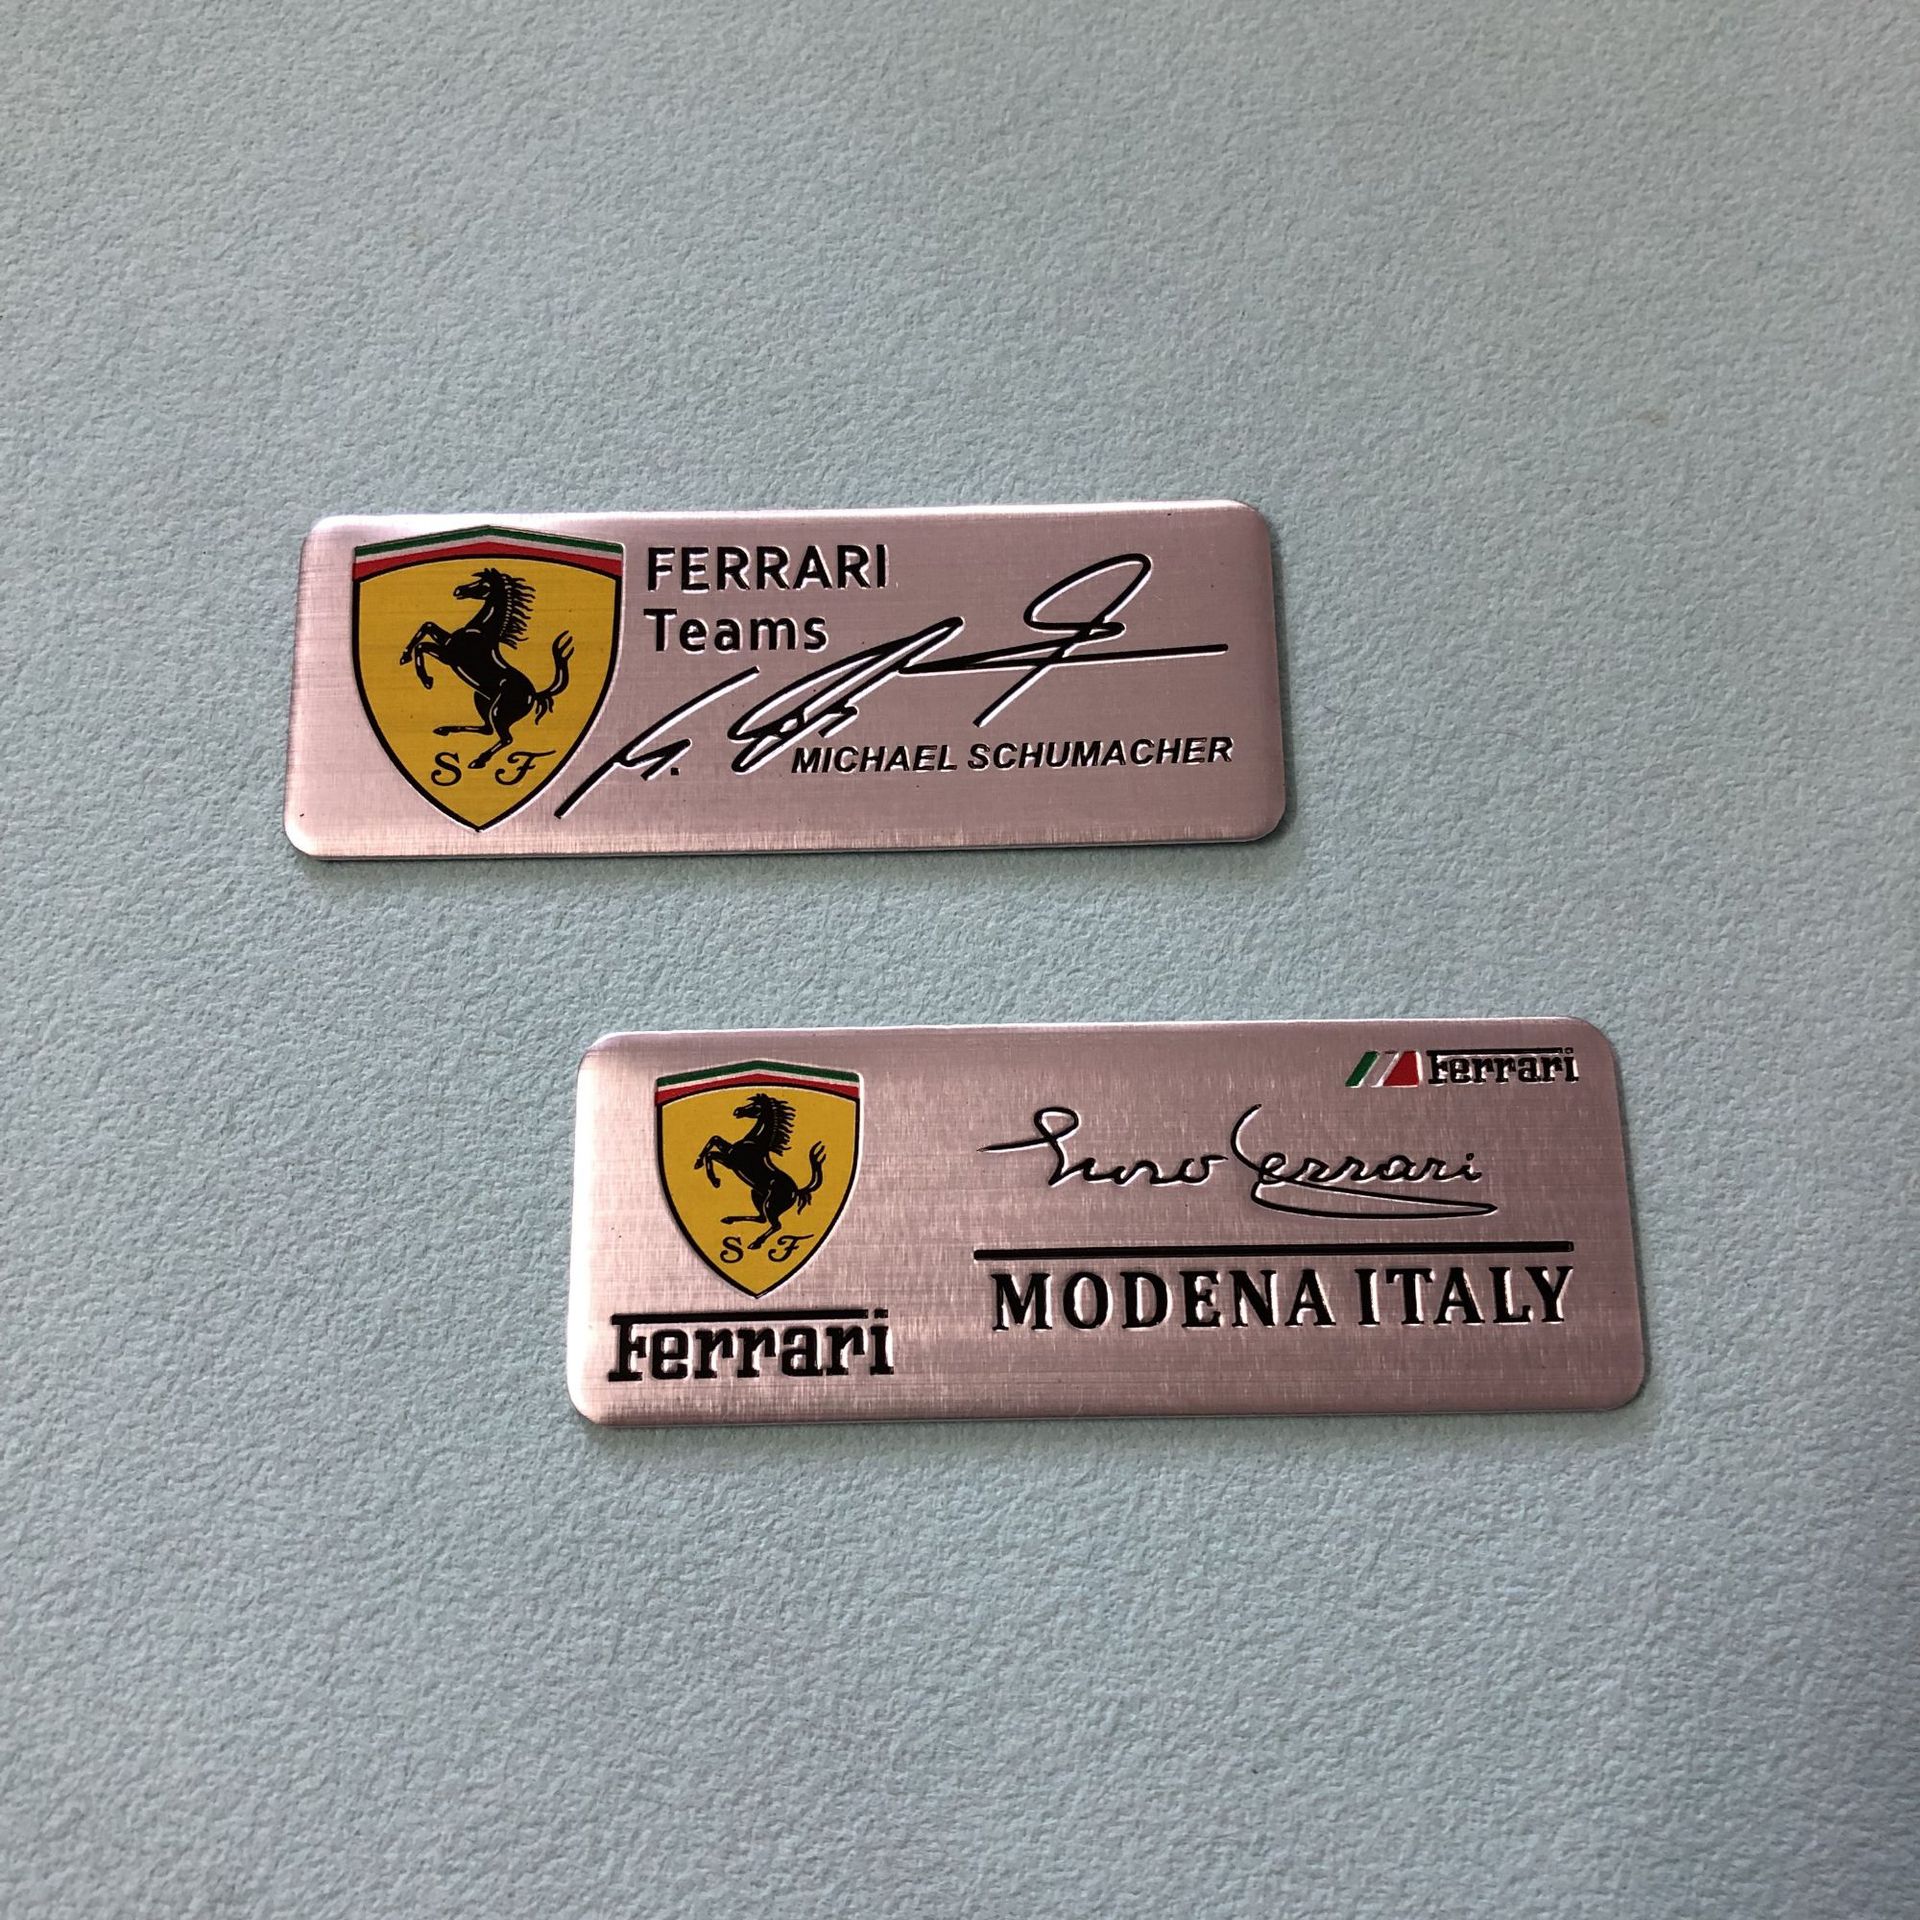 FERRARI
Teams
MICHAEL SCHUMACHER
S F
Ferrari
Enzo Ferrari
MODENA ITALY
S F
Ferrari